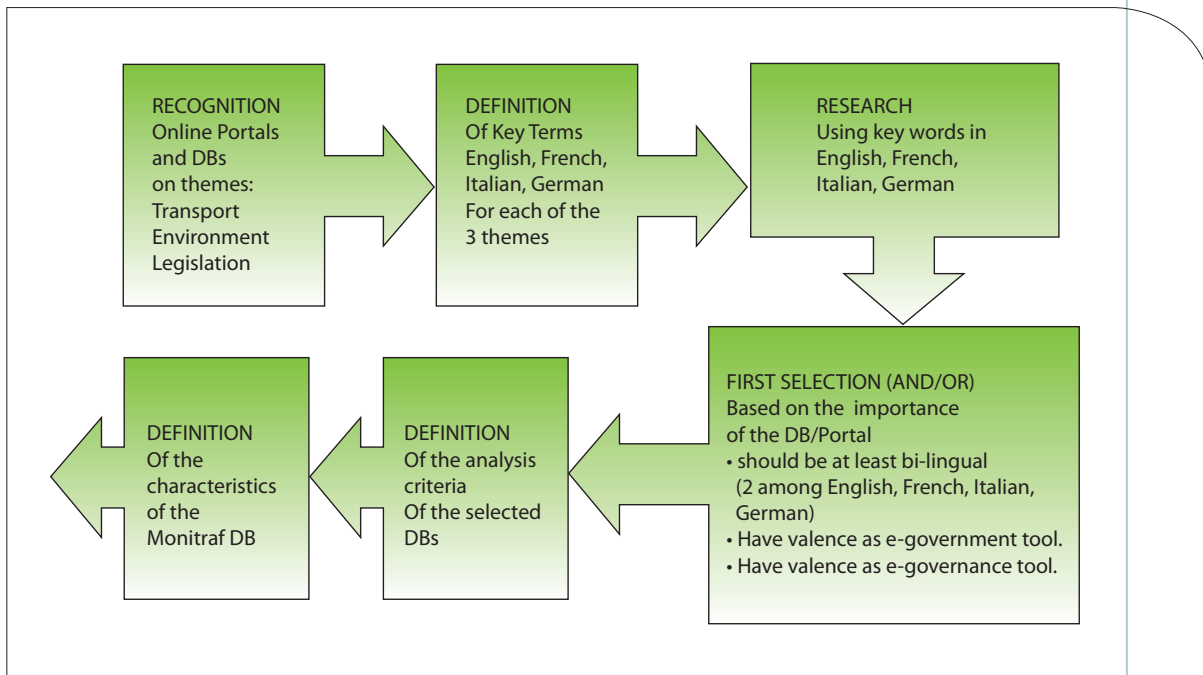 RECOGNITION
Online Portals
and DBs
on themes:
Transport
Environment
Legislation
DEFINITION
Of Key Terms
English, French,
Italian, German
For each of the
3 themes
RESEARCH
Using key words in
English, French,
Italian, German
FIRST SELECTION (AND/OR)
Based on the importance
of the DB/Portal
• should be at least bi-lingual
(2 among English, French, Italian,
German)
• Have valence as e-government tool.
• Have valence as e-governance tool.
DEFINITION
Of the analysis
criteria
Of the selected
DBs
DEFINITION
Of the
characteristics
of the
Monitraf DB